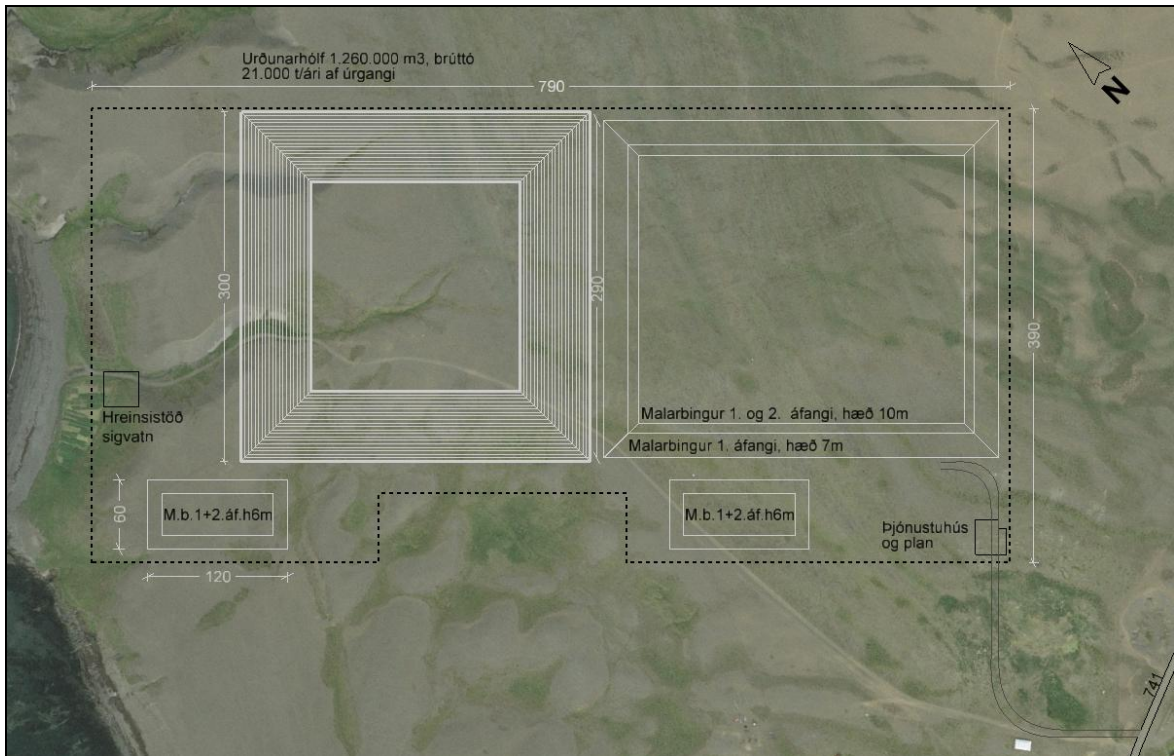 Urðunarhólf 1.260.000 m3, brúttó
21.000 t/ári af úrgangi
790
N
300
290
390
Hreinsistöð
sigvatn
Malarbingur 1. og 2. áfangi, hæð 10m
Malarbingur 1. áfangi, hæð 7m
60
M.b.1+2.áf.h6m
M.b.1+2.áf.h6m
Þjónustuhús
og plan
120
741